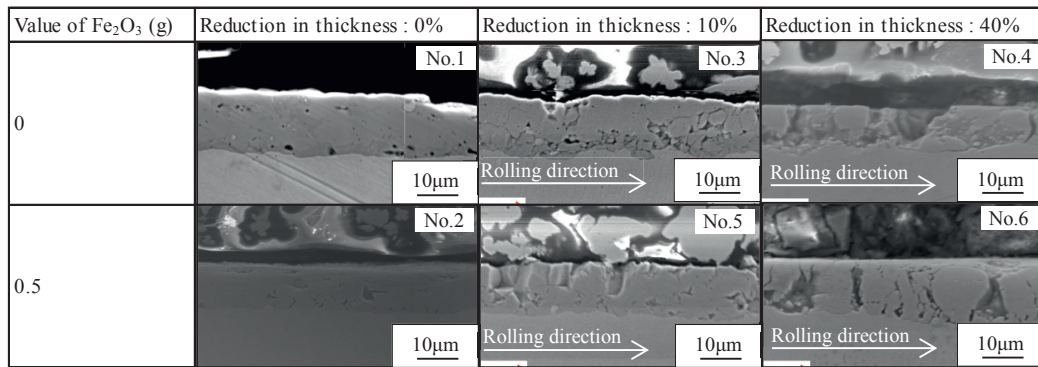 Value of Fe₂O₃ (g) Reduction in thickness : 0% Reduction in thickness : 10% Reduction in thickness : 40%
No.1 No.3 No.4
0
Rolling direction Rolling direction
10μm 10μm 10μm
No.2 No.5 No.6
0.5
Rolling direction Rolling direction
10μm 10μm 10μm